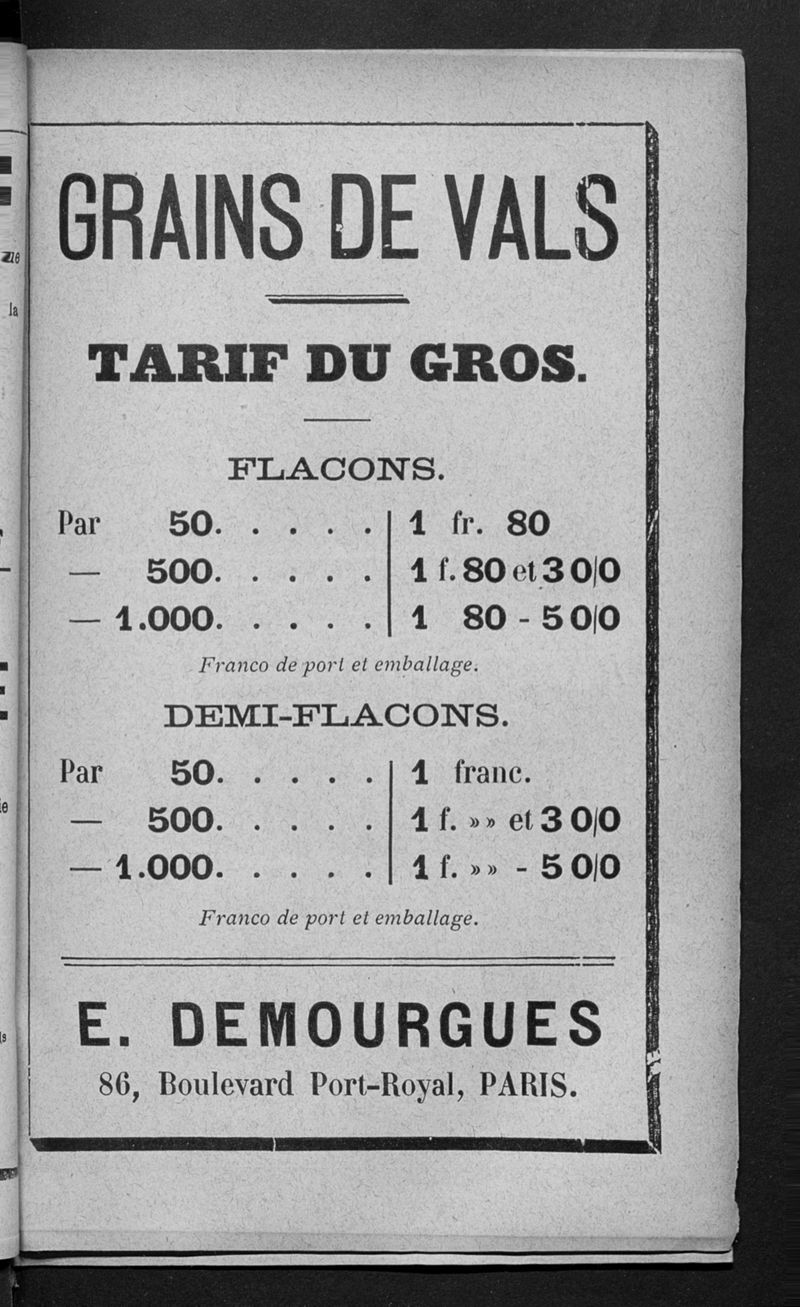 GRAINS DE VALS
TARIF DU GROS.
FLACONS.
Par 50. . . . . 1 fr. 80
— 500. . . . . 1 f. 80 et 3 0/0
— 1.000. . . . . 1 80 - 5 0/0
Franco de port et emballage.
DEMI-FLACONS.
Par 50. . . . . 1 franc.
— 500. . . . . 1 f. »» et 3 0/0
— 1.000. . . . . 1 f. »» - 5 0/0
Franco de port et emballage.
E. DEMOURGUES
86, Boulevard Port-Royal, PARIS.
la